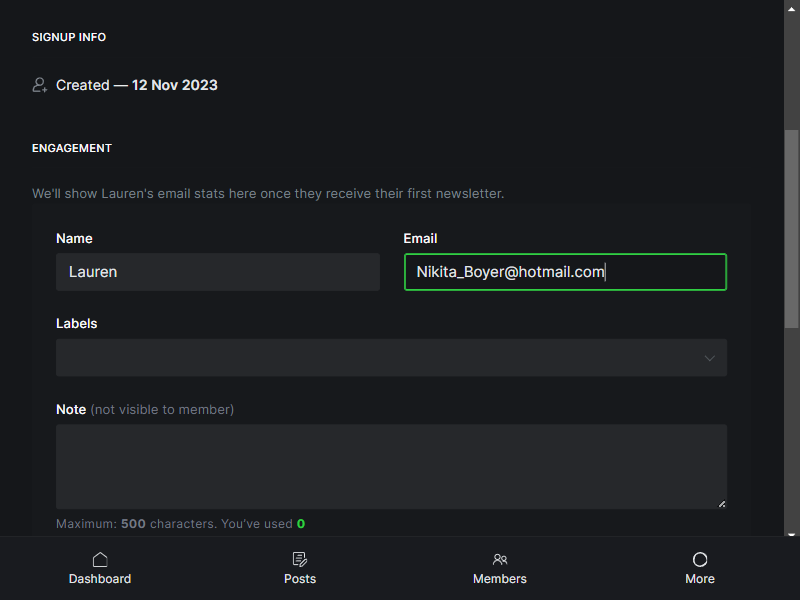 SIGNUP INFO
Created — 12 Nov 2023
ENGAGEMENT
We'll show Lauren's email stats here once they receive their first newsletter.
Name
Email
Lauren
Nikita_Boyer@hotmail.com
Labels
Note (not visible to member)
Maximum: 500 characters. You've used 0
Dashboard
Posts
Members
More